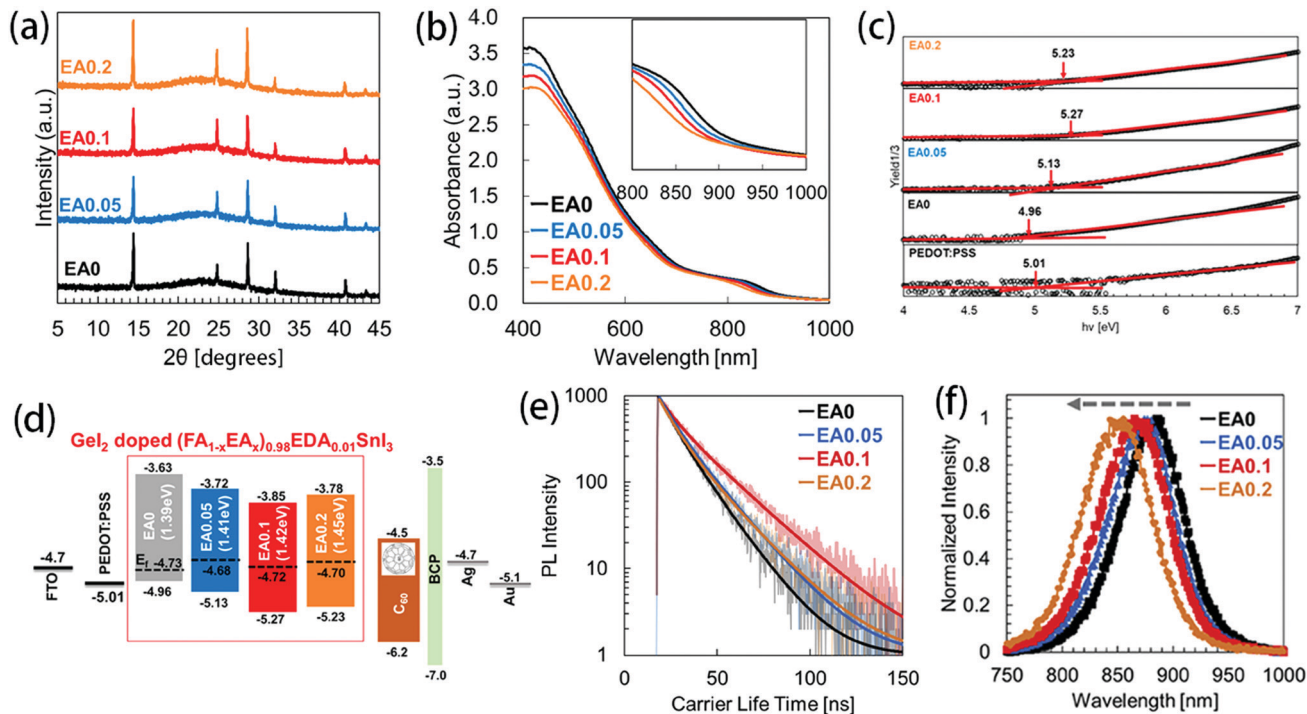 (a)
EA0.2
EA0.1
EA0.05
EA0
Intensity (a.u.)
5 10 15 20 25 30 35 40 45
2θ [degrees]
(b)
4.0
3.5
3.0
2.5
2.0
1.5
1.0
0.5
0.0
Absorbance (a.u.)
800 850 900 950 1000
EA0
EA0.05
EA0.1
EA0.2
400 600 800 1000
Wavelength [nm]
(c)
EA0.2
5.23
EA0.1
5.27
EA0.05
5.13
EA0
4.96
PEDOT:PSS
5.01
Yield1/3
4 4.5 5 5.5 6 6.5 7
hν [eV]
(d)
GeI2 doped (FA1-xEAx)0.98EDA0.01SnI3
-4.7
FTO
PEDOT:PSS
-5.01
-3.63
EA0
(1.39eV)
Ef -4.73
-4.96
-3.72
EA0.05
(1.41eV)
-4.68
-5.13
-3.85
EA0.1
(1.42eV)
-4.72
-5.27
-3.78
EA0.2
(1.45eV)
-4.70
-5.23
-4.5
C60
-6.2
-3.5
BCP
-7.0
-4.7
Ag
-5.1
Au
(e)
1000
100
10
1
PL Intensity
EA0
EA0.05
EA0.1
EA0.2
0 50 100 150
Carrier Life Time [ns]
(f)
1
0.8
0.6
0.4
0.2
0
Normalized Intensity
EA0
EA0.05
EA0.1
EA0.2
750 800 850 900 950 1000
Wavelength [nm]